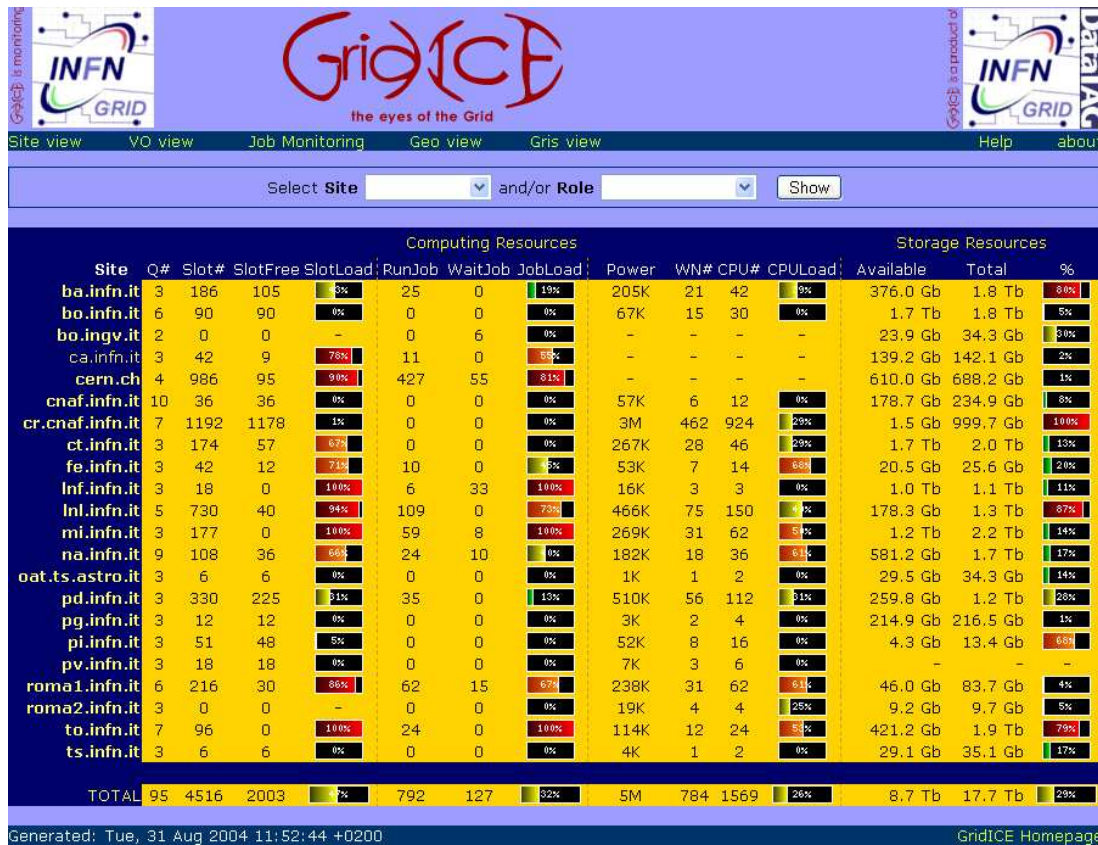 GridICE is monitoring
INFN
GRID
GridICE
the eyes of the Grid
GridICE is a product of
INFN
GRID
DataTAG
Site view VO view Job Monitoring Geo view Gris view Help about
Select Site and/or Role Show
Computing Resources Storage Resources
Site Q# Slot# SlotFree SlotLoad RunJob WaitJob JobLoad Power WN# CPU# CPULoad Available Total %
ba.infn.it 3 186 105 43% 25 0 19% 205K 21 42 9% 376.0 Gb 1.8 Tb 80%
bo.infn.it 6 90 90 0% 0 0 0% 67K 15 30 0% 1.7 Tb 1.8 Tb 5%
bo.ingv.it 2 0 0 - 0 6 0% - - - - 23.9 Gb 34.3 Gb 30%
ca.infn.it 3 42 9 78% 11 0 55% - - - - 139.2 Gb 142.1 Gb 2%
cern.ch 4 986 95 90% 427 55 81% - - - - 610.0 Gb 688.2 Gb 1%
cnaf.infn.it 10 36 36 0% 0 0 0% 57K 6 12 0% 178.7 Gb 234.9 Gb 8%
cr.cnaf.infn.it 7 1192 1178 1% 0 0 0% 3M 462 924 29% 1.5 Gb 999.7 Gb 100%
ct.infn.it 3 174 57 67% 0 0 0% 267K 28 46 29% 1.7 Tb 2.0 Tb 13%
fe.infn.it 3 42 12 71% 10 0 45% 53K 7 14 68% 20.5 Gb 25.6 Gb 20%
lnf.infn.it 3 18 0 100% 6 33 100% 16K 3 3 0% 1.0 Tb 1.1 Tb 11%
lnl.infn.it 5 730 40 94% 109 0 73% 466K 75 150 178.3 Gb 1.3 Tb 87%
mi.infn.it 3 177 0 100% 59 8 100% 269K 31 62 1.2 Tb 2.2 Tb 14%
na.infn.it 9 108 36 66% 24 10 182K 18 36 61% 581.2 Gb 1.7 Tb 17%
oat.ts.astro.it 3 6 6 0% 0 0 0% 1K 1 2 0% 29.5 Gb 34.3 Gb 14%
pd.infn.it 3 330 225 31% 35 0 13% 510K 56 112 31% 259.8 Gb 1.2 Tb 28%
pg.infn.it 3 12 12 0% 0 0 0% 3K 2 4 0% 214.9 Gb 216.5 Gb 1%
pi.infn.it 3 51 48 5% 0 0 0% 52K 8 16 0% 4.3 Gb 13.4 Gb 68%
pv.infn.it 3 18 18 0% 0 0 0% 7K 3 6 0% - - -
roma1.infn.it 6 216 30 86% 62 15 67% 238K 31 62 61% 46.0 Gb 83.7 Gb 4%
roma2.infn.it 3 0 0 - 0 0 0% 19K 4 4 25% 9.2 Gb 9.7 Gb 5%
to.infn.it 7 96 0 100% 24 0 100% 114K 12 24 421.2 Gb 1.9 Tb 79%
ts.infn.it 3 6 6 0% 0 0 0% 4K 1 2 0% 29.1 Gb 35.1 Gb 17%
TOTAL 95 4516 2003 47% 792 127 32% 5M 784 1569 26% 8.7 Tb 17.7 Tb 29%
Generated: Tue, 31 Aug 2004 11:52:44 +0200 GridICE Homepage